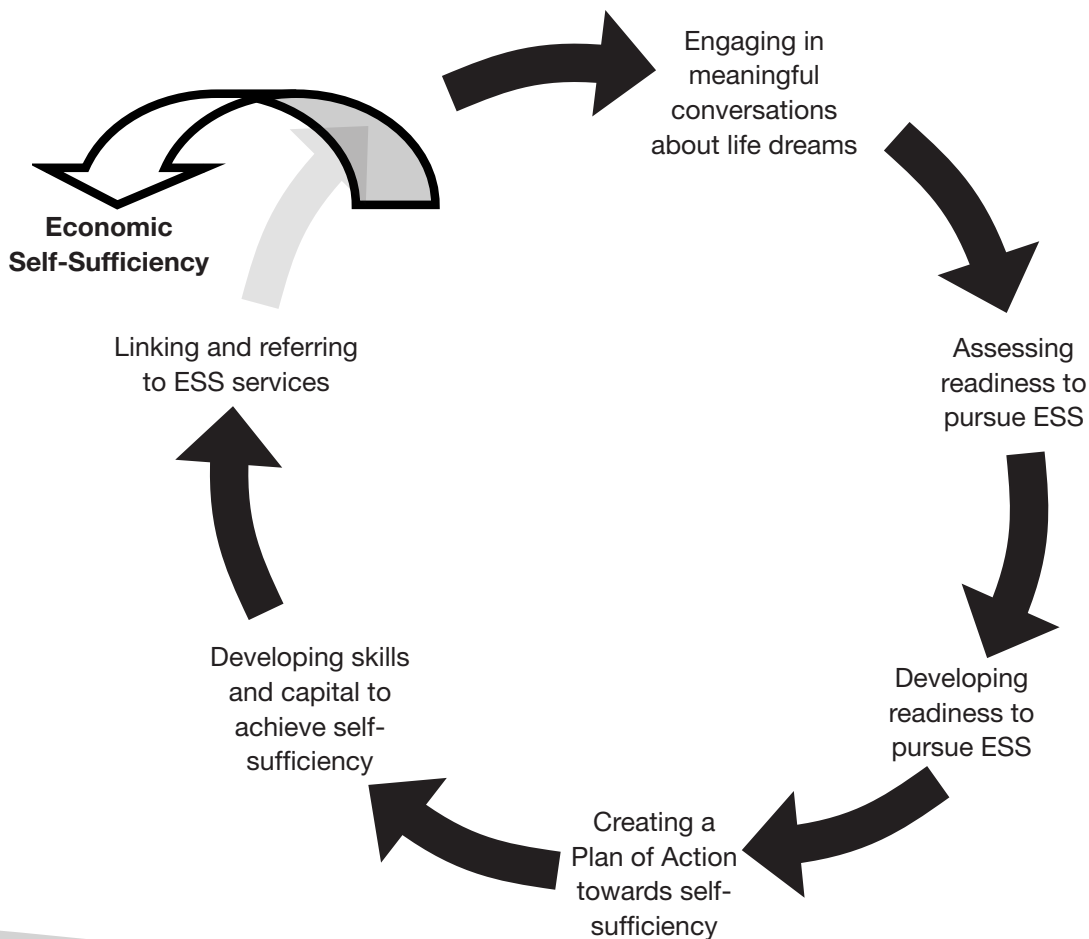 Engaging in
meaningful
conversations
about life dreams
Assessing
readiness to
pursue ESS
Developing
readiness to
pursue ESS
Creating a
Plan of Action
towards self-
sufficiency
Developing skills
and capital to
achieve self-
sufficiency
Linking and referring
to ESS services
Economic
Self-Sufficiency